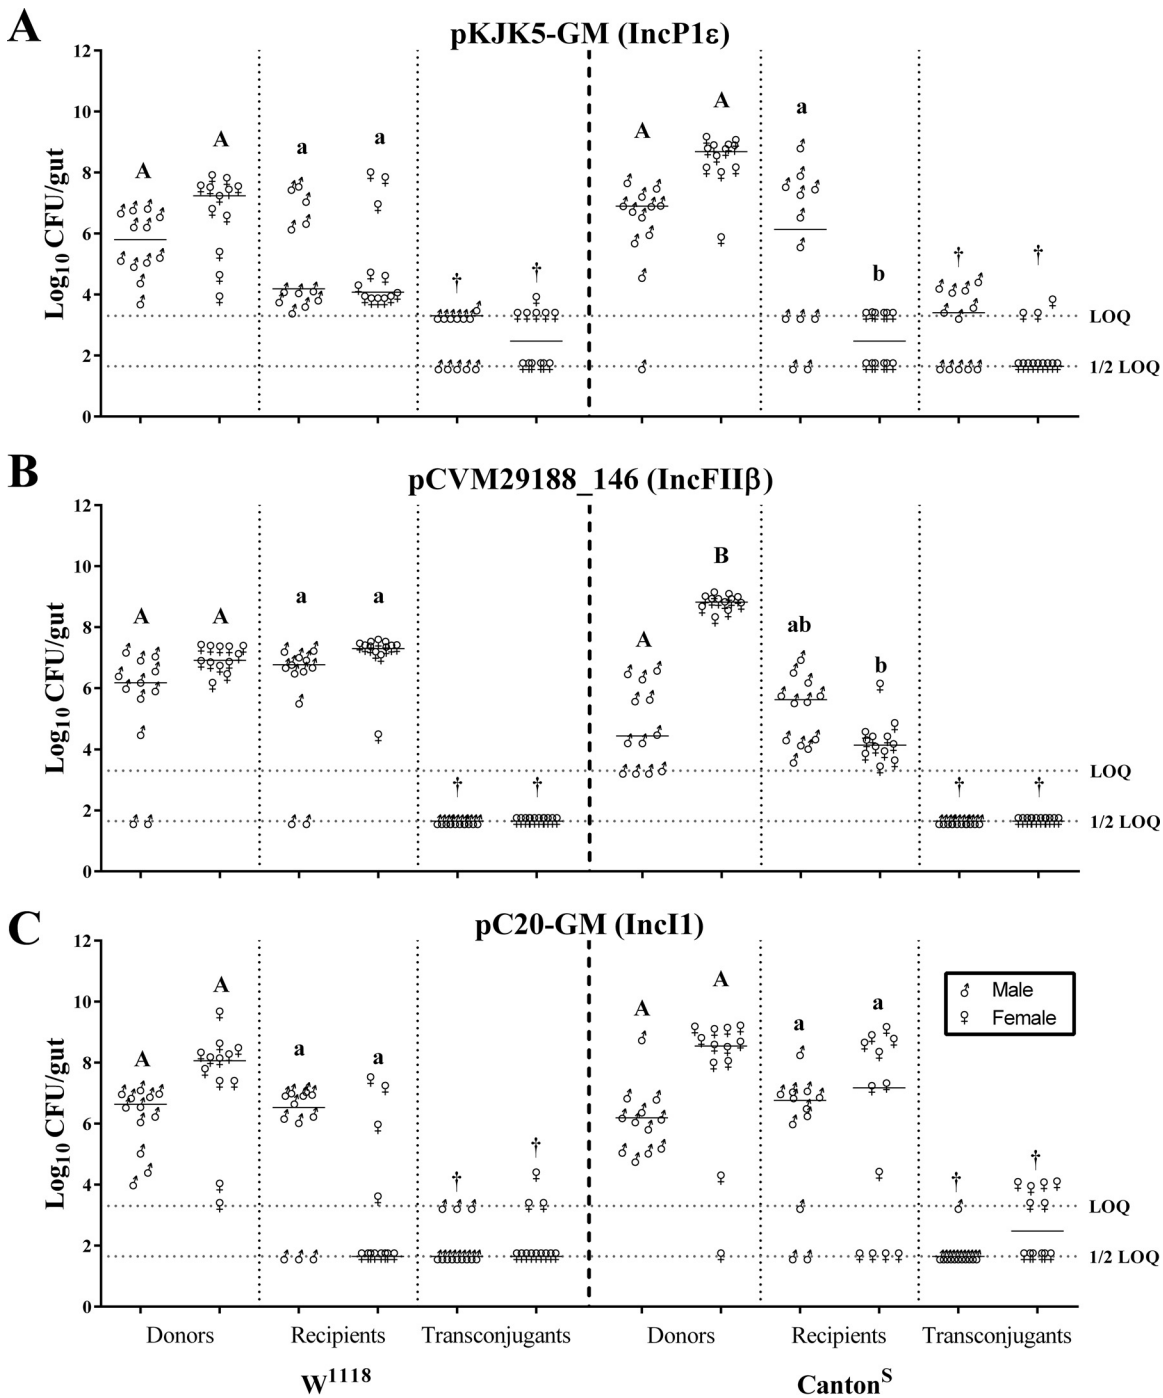 A
pKJK5-GM (IncP1ε)
Log10 CFU/gut
12
10
8
6
4
2
0
A A a a † † A A a b † †
LOQ
1/2 LOQ
B
pCVM29188_146 (IncFIIβ)
Log10 CFU/gut
12
10
8
6
4
2
0
A A a a † † A B ab b † †
LOQ
1/2 LOQ
C
pC20-GM (IncI1)
Log10 CFU/gut
12
10
8
6
4
2
0
A A a a † † A A a a † †
♂ Male
♀ Female
LOQ
1/2 LOQ
Donors Recipients Transconjugants Donors Recipients Transconjugants
W1118 CantonS